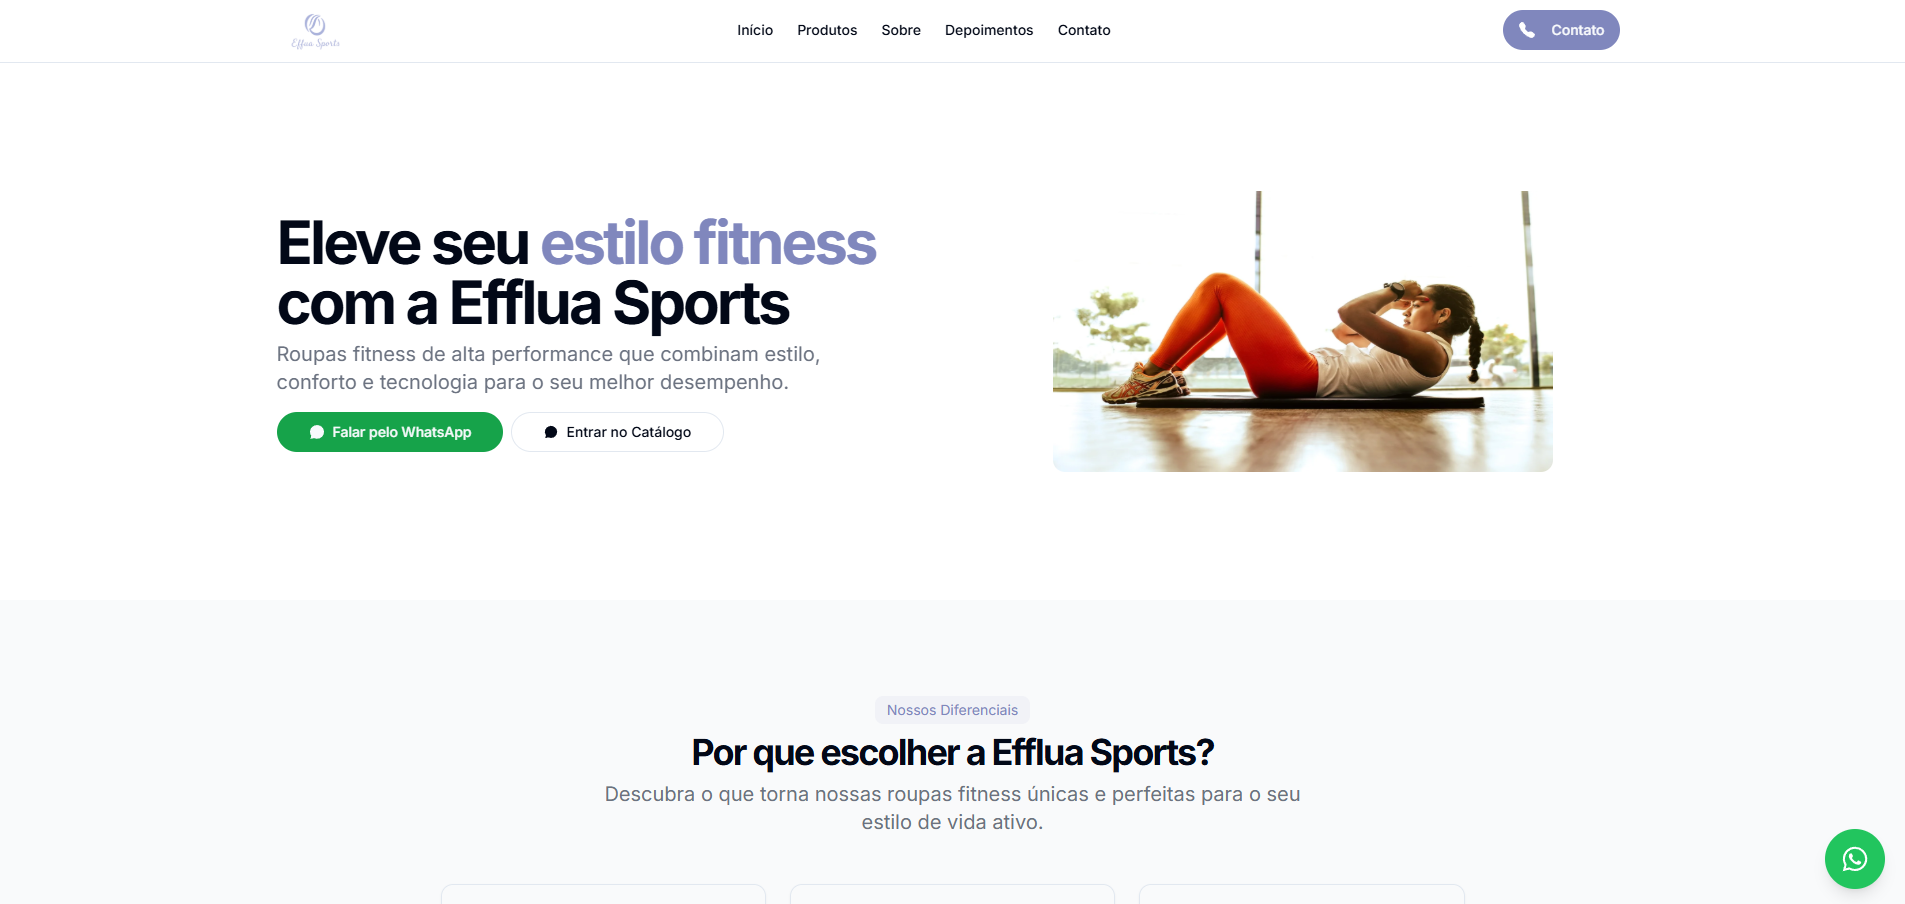 Efflua Sports
Início
Produtos
Sobre
Depoimentos
Contato
Contato
Eleve seu estilo fitness
com a Efflua Sports
Roupas fitness de alta performance que combinam estilo,
conforto e tecnologia para o seu melhor desempenho.
Falar pelo WhatsApp
Entrar no Catálogo
Nossos Diferenciais
Por que escolher a Efflua Sports?
Descubra o que torna nossas roupas fitness únicas e perfeitas para o seu
estilo de vida ativo.